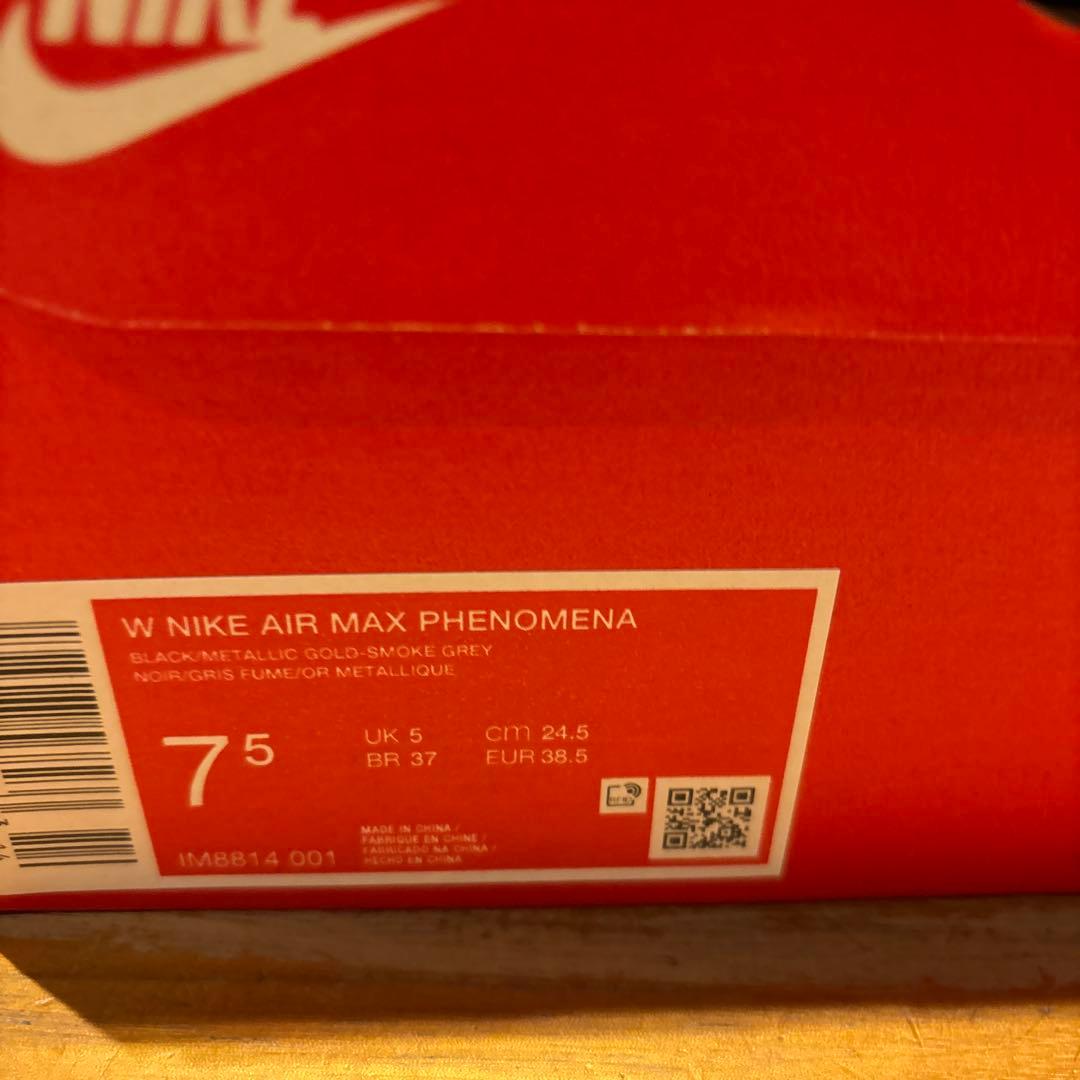 NIKE
W NIKE AIR MAX PHENOMENA
BLACK/METALLIC GOLD-SMOKE GREY
NOIR/GRIS FUME/OR METALLIQUE
7 5
UK 5 cm 24.5
BR 37 EUR 38.5
RFID
MADE IN CHINA /
FABRIQUE EN CHINE /
FABRICADO NA CHINA /
HECHO EN CHINA
IM8814 001